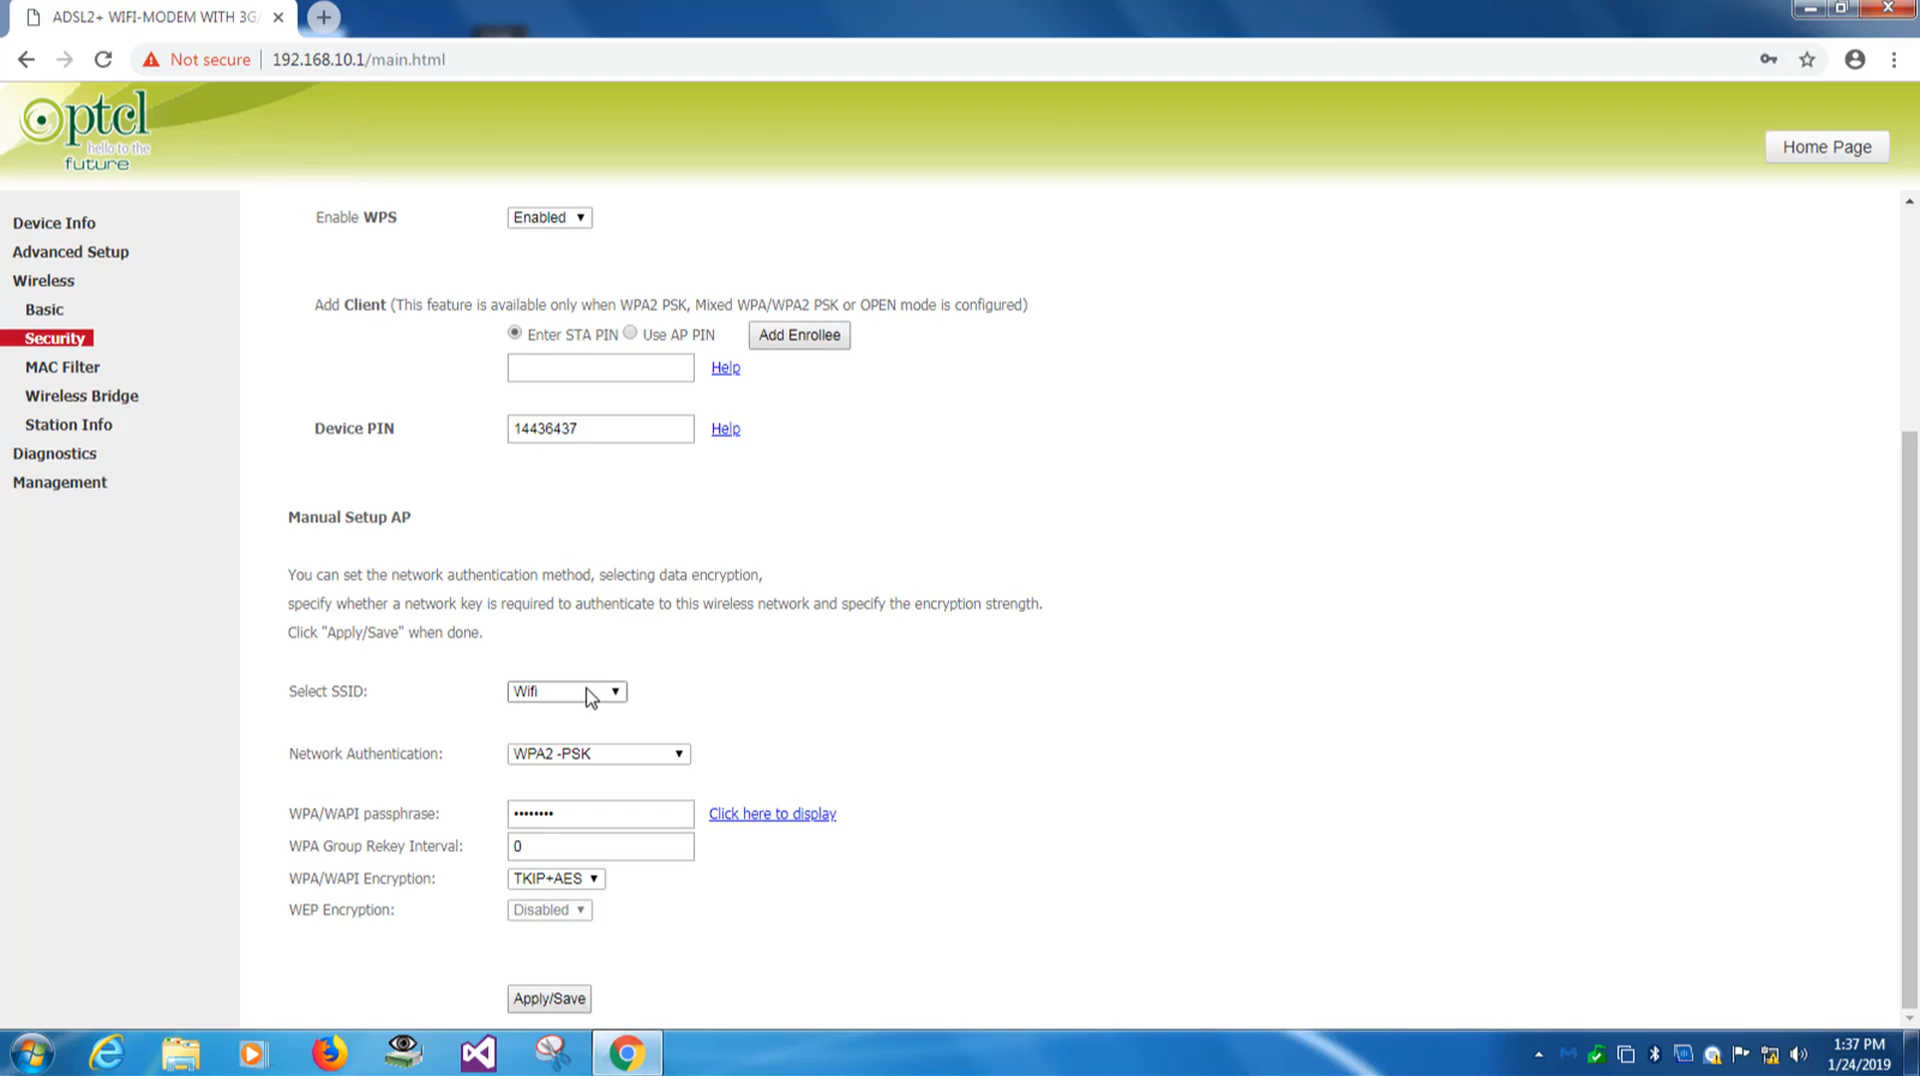 ADSL2+ WIFI-MODEM WITH 3G/
Not secure 192.168.10.1/main.html
ptcl
hello to the
future
Home Page
Device Info
Advanced Setup
Wireless
Basic
Security
MAC Filter
Wireless Bridge
Station Info
Diagnostics
Management
Enable WPS Enabled
Add Client (This feature is available only when WPA2 PSK, Mixed WPA/WPA2 PSK or OPEN mode is configured)
Enter STA PIN Use AP PIN Add Enrollee
Help
Device PIN 14436437 Help
Manual Setup AP
You can set the network authentication method, selecting data encryption,
specify whether a network key is required to authenticate to this wireless network and specify the encryption strength.
Click "Apply/Save" when done.
Select SSID: Wifi
Network Authentication: WPA2 -PSK
WPA/WAPI passphrase: •••••••• Click here to display
WPA Group Rekey Interval: 0
WPA/WAPI Encryption: TKIP+AES
WEP Encryption: Disabled
Apply/Save
1:37 PM
1/24/2019